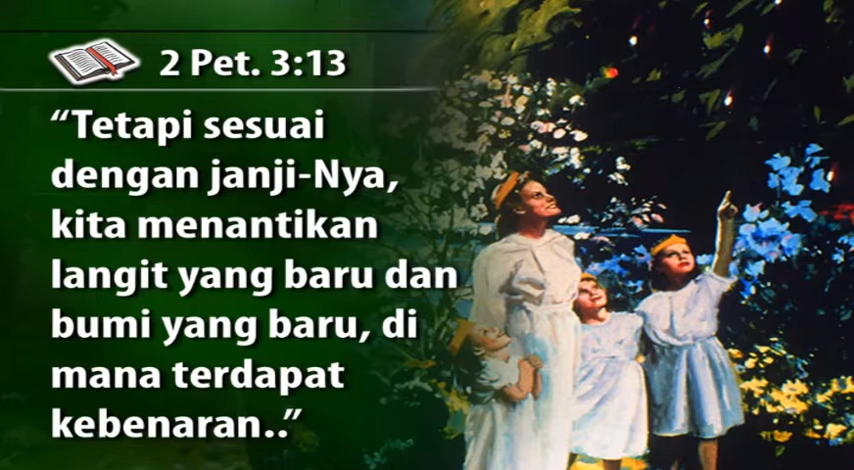 2 Pet. 3:13
“Tetapi sesuai
dengan janji-Nya,
kita menantikan
langit yang baru dan
bumi yang baru, di
mana terdapat
kebenaran..”